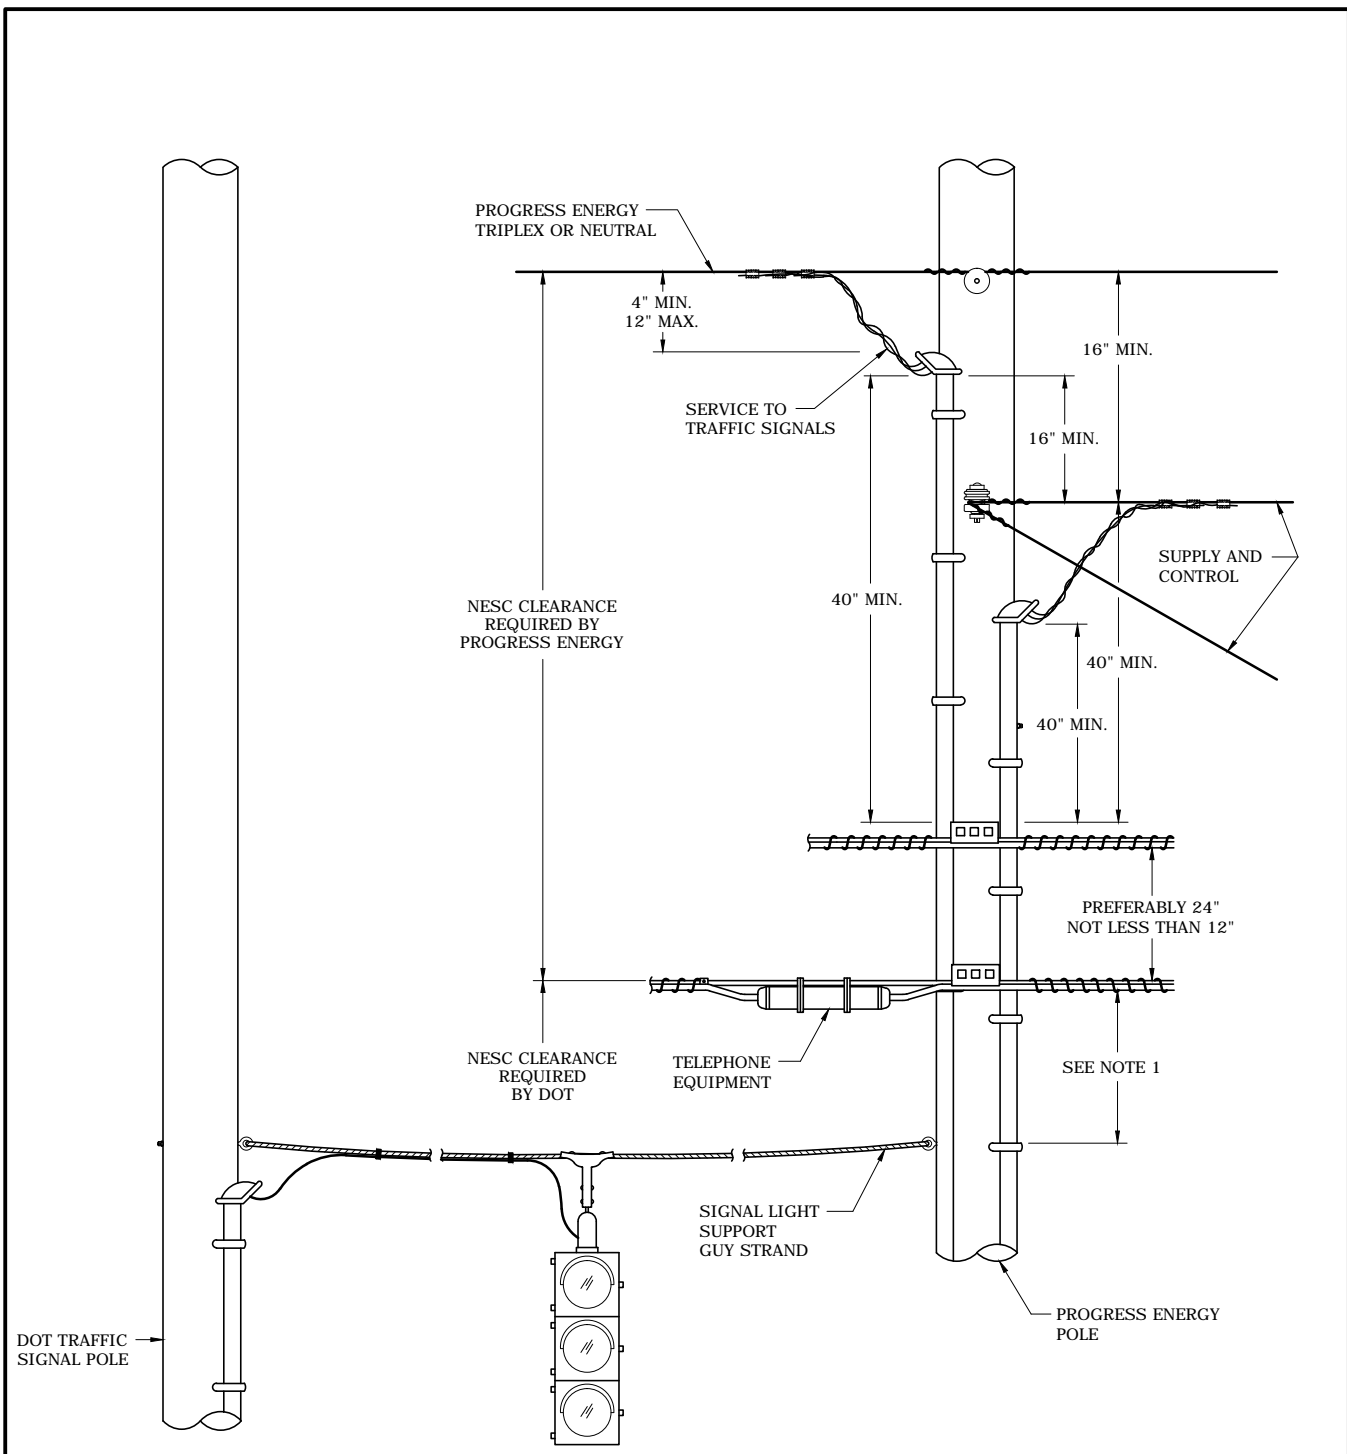 PROGRESS ENERGY
TRIPLEX OR NEUTRAL
4" MIN.
12" MAX.
16" MIN.
SERVICE TO
TRAFFIC SIGNALS
16" MIN.
SUPPLY AND
CONTROL
40" MIN.
NESC CLEARANCE
REQUIRED BY
PROGRESS ENERGY
40" MIN.
40" MIN.
PREFERABLY 24"
NOT LESS THAN 12"
NESC CLEARANCE
REQUIRED
BY DOT
TELEPHONE
EQUIPMENT
SEE NOTE 1
SIGNAL LIGHT
SUPPORT
GUY STRAND
PROGRESS ENERGY
POLE
DOT TRAFFIC
SIGNAL POLE